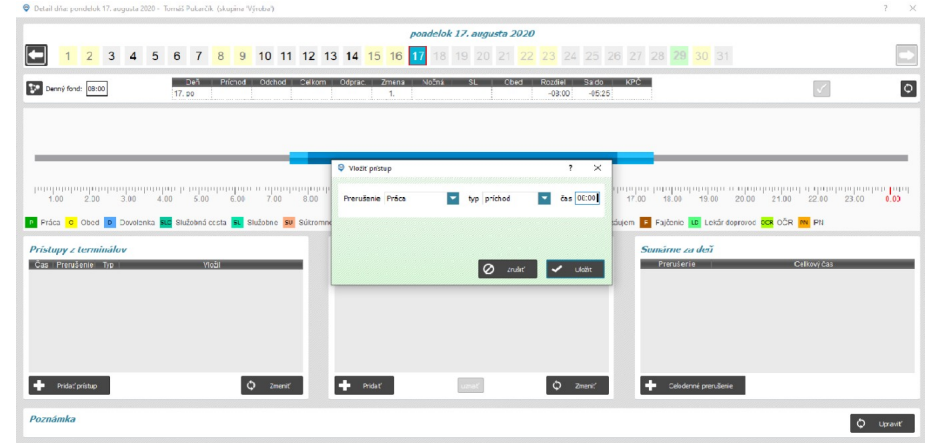 Detail dňa: pondelok 17. augusta 2020 - Tomáš Pukančík (skupina 'Výroba')
pondelok 17. augusta 2020
1 2 3 4 5 6 7 8 9 10 11 12 13 14 15 16 17 18 19 20 21 22 23 24 25 26 27 28 29 30 31
Denný fond: 08:00
Deň Príchod Odchod Celkom Odprac. Zmena Nočná SL Obed Rozdiel Saldo KPČ
17. po 1. -08:00 -05:25
Vložiť prístup
Prerušenie Práca typ príchod čas 06:00
zrušiť uložiť
1.00 2.00 3.00 4.00 5.00 6.00 7.00 8.00 17.00 18.00 19.00 20.00 21.00 22.00 23.00 0.00
P Práca O Obed D Dovolenka SLC Služobná cesta SL Služobne SU Súkromne F Fajčenie LD Lekár doprovod OCR OČR PN PN
Prístupy z terminálov
Čas Prerušenie Typ Vložil
Pridať prístup Zmeniť
Pridať Zmeniť
Sumárne za deň
Prerušenie Celkový čas
Celodenné prerušenie
Poznámka
Upraviť